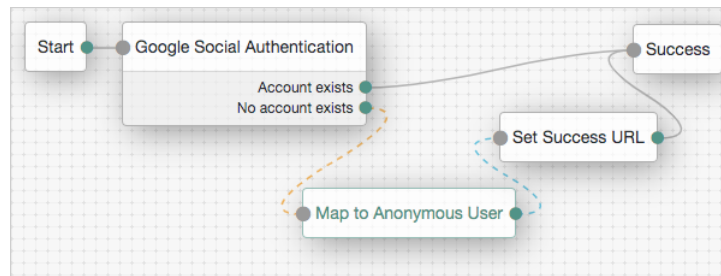 Start
Google Social Authentication
Success
Account exists
No account exists
Set Success URL
Map to Anonymous User